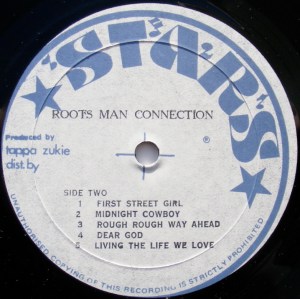 STARS
ROOTS MAN CONNECTION
Produced by
tappa zukie
dist by
®
SIDE TWO
1 FIRST STREET GIRL
2 MIDNIGHT COWBOY
3 ROUGH ROUGH WAY AHEAD
4 DEAR GOD
5 LIVING THE LIFE WE LOVE
UNAUTHORISED COPYING OF THIS RECORDING IS STRICTLY PROHIBITED